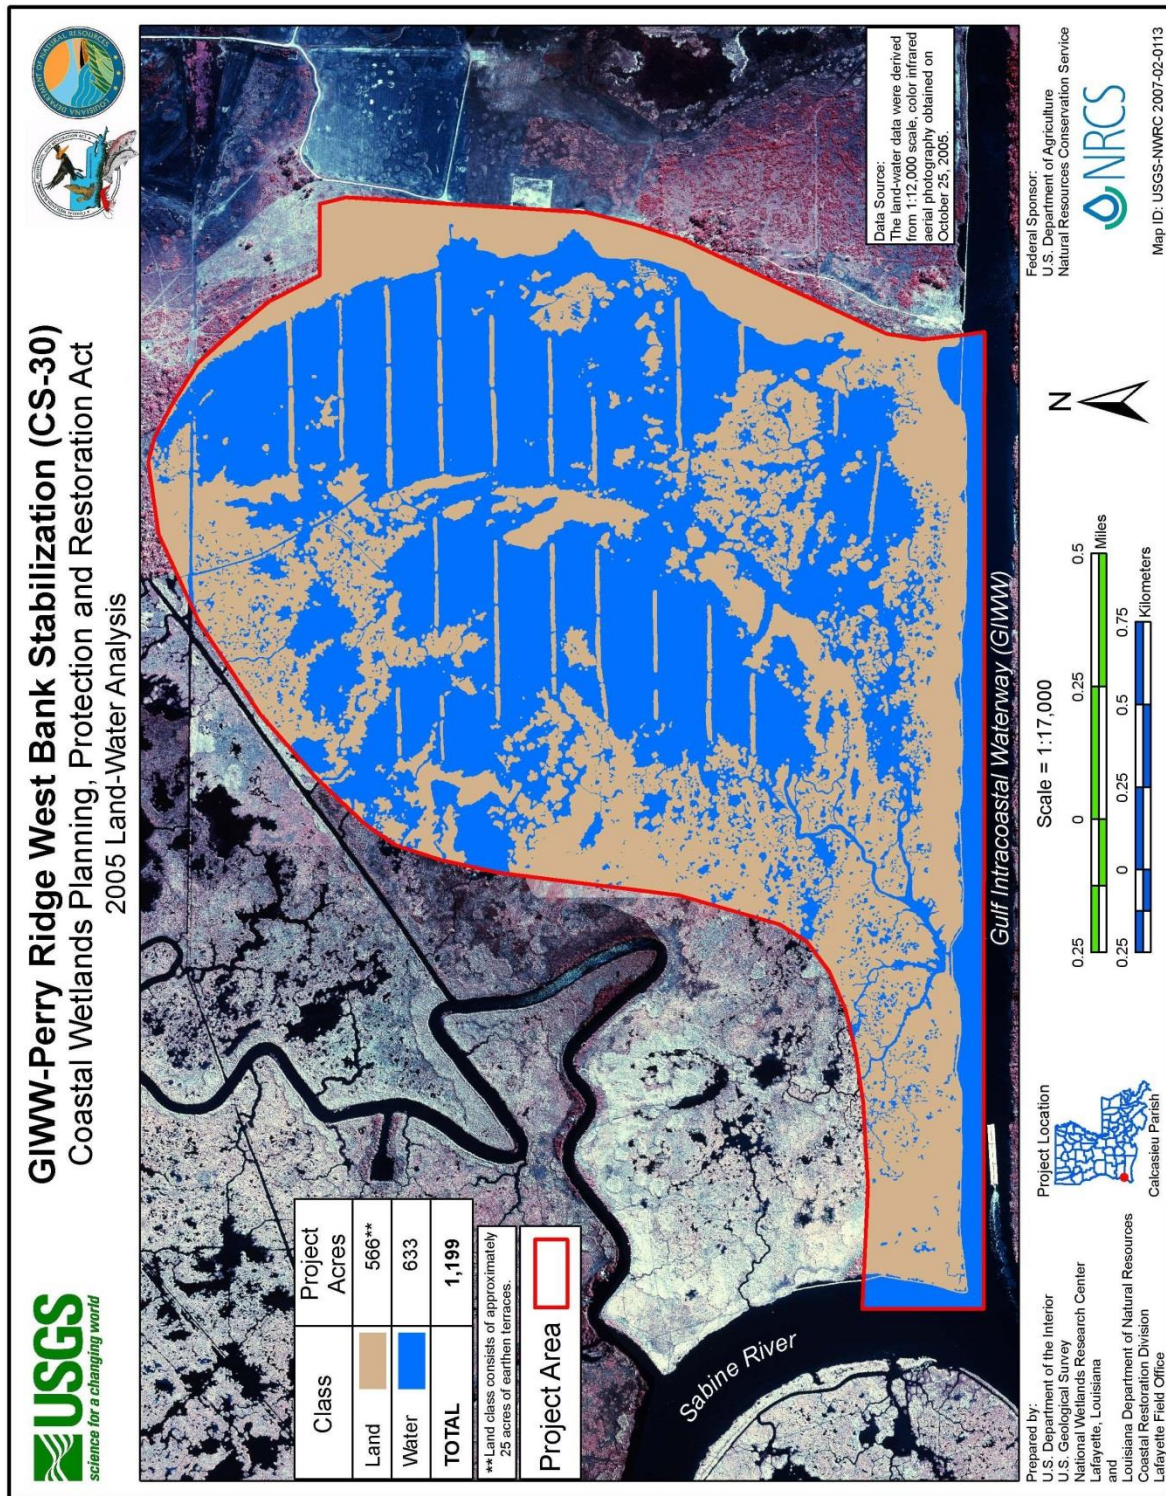 USGS
science for a changing world
GIWW-Perry Ridge West Bank Stabilization (CS-30)
Coastal Wetlands Planning, Protection and Restoration Act
2005 Land-Water Analysis
LOUISIANA DEPARTMENT OF NATURAL RESOURCES
Class Project Acres
Land 566**
Water 633
TOTAL 1,199
**Land class consists of approximately
25 acres of earthen terraces.
Project Area
Sabine River
Gulf Intracoastal Waterway (GIWW)
Data Source:
The land-water data were derived
from 1:12,000 scale, color infrared
aerial photography obtained on
October 25, 2005.
Prepared by:
U.S. Department of the Interior
U.S. Geological Survey
National Wetlands Research Center
Lafayette, Louisiana
and
Louisiana Department of Natural Resources
Coastal Restoration Division
Lafayette Field Office
Project Location
Calcasieu Parish
Scale = 1:17,000
0.25 0 0.25 0.5
Miles
0.25 0 0.25 0.5 0.75
Kilometers
N
Federal Sponsor:
U.S. Department of Agriculture
Natural Resources Conservation Service
NRCS
Map ID: USGS-NWRC 2007-02-0113